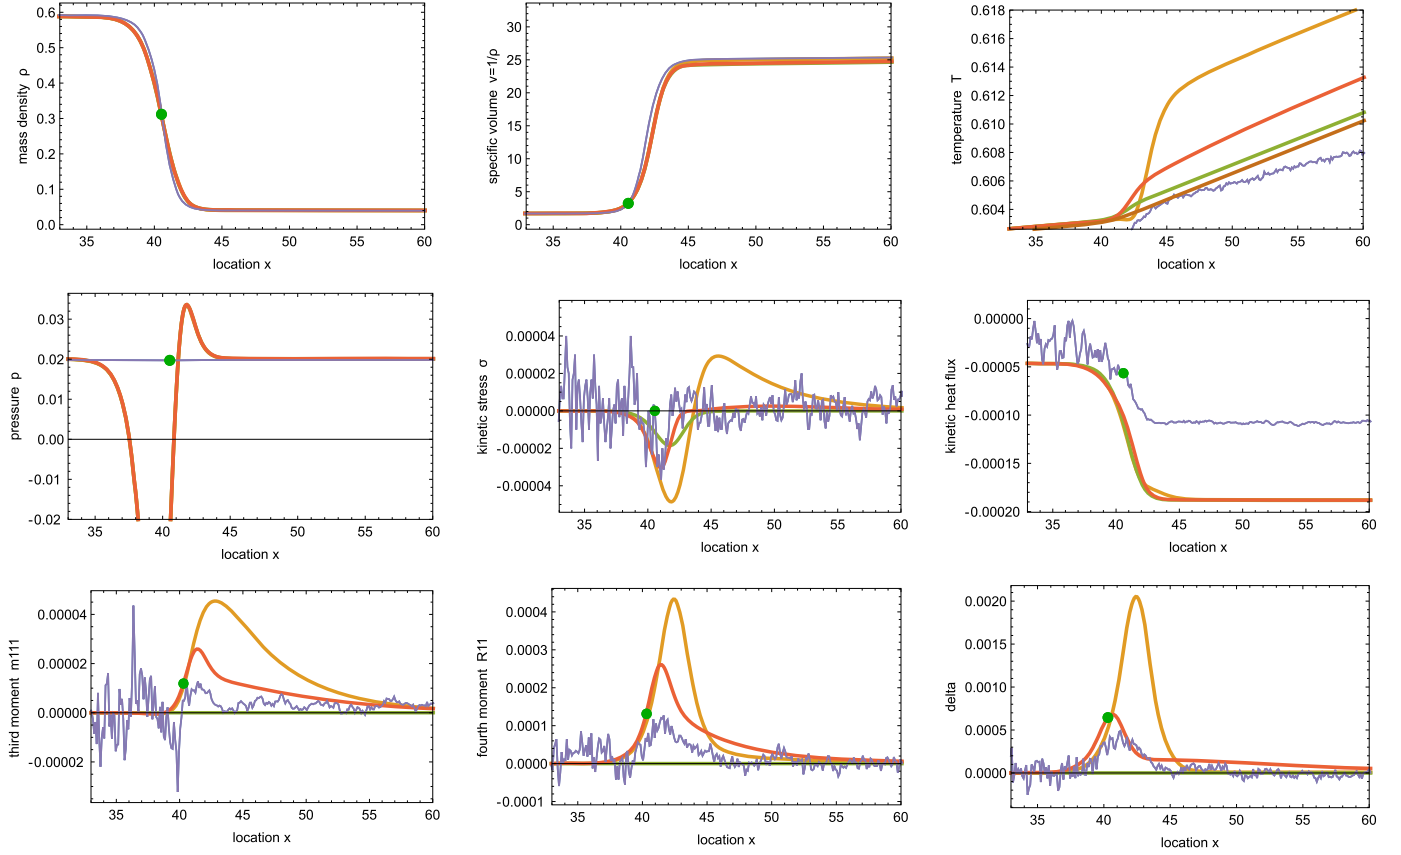 mass density ρ
0.6
0.5
0.4
0.3
0.2
0.1
0.0
35 40 45 50 55 60
location x
specific volume v=1/ρ
30
25
20
15
10
5
0
35 40 45 50 55 60
location x
temperature T
0.618
0.616
0.614
0.612
0.610
0.608
0.606
0.604
35 40 45 50 55 60
location x
pressure p
0.03
0.02
0.01
0.00
-0.01
-0.02
35 40 45 50 55 60
location x
kinetic stress σ
0.00004
0.00002
0.00000
-0.00002
-0.00004
35 40 45 50 55 60
location x
kinetic heat flux
0.00000
-0.00005
-0.00010
-0.00015
-0.00020
35 40 45 50 55 60
location x
third moment m111
0.00004
0.00002
0.00000
-0.00002
35 40 45 50 55 60
location x
fourth moment R11
0.0004
0.0003
0.0002
0.0001
0.0000
-0.0001
35 40 45 50 55 60
location x
delta
0.0020
0.0015
0.0010
0.0005
0.0000
35 40 45 50 55 60
location x